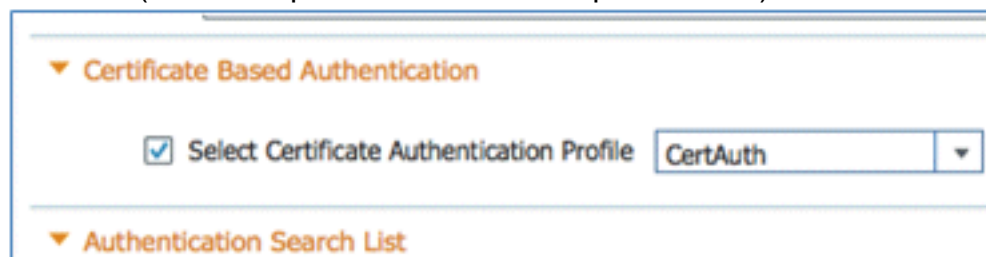 Certificate Based Authentication
Select Certificate Authentication Profile CertAuth
Authentication Search List